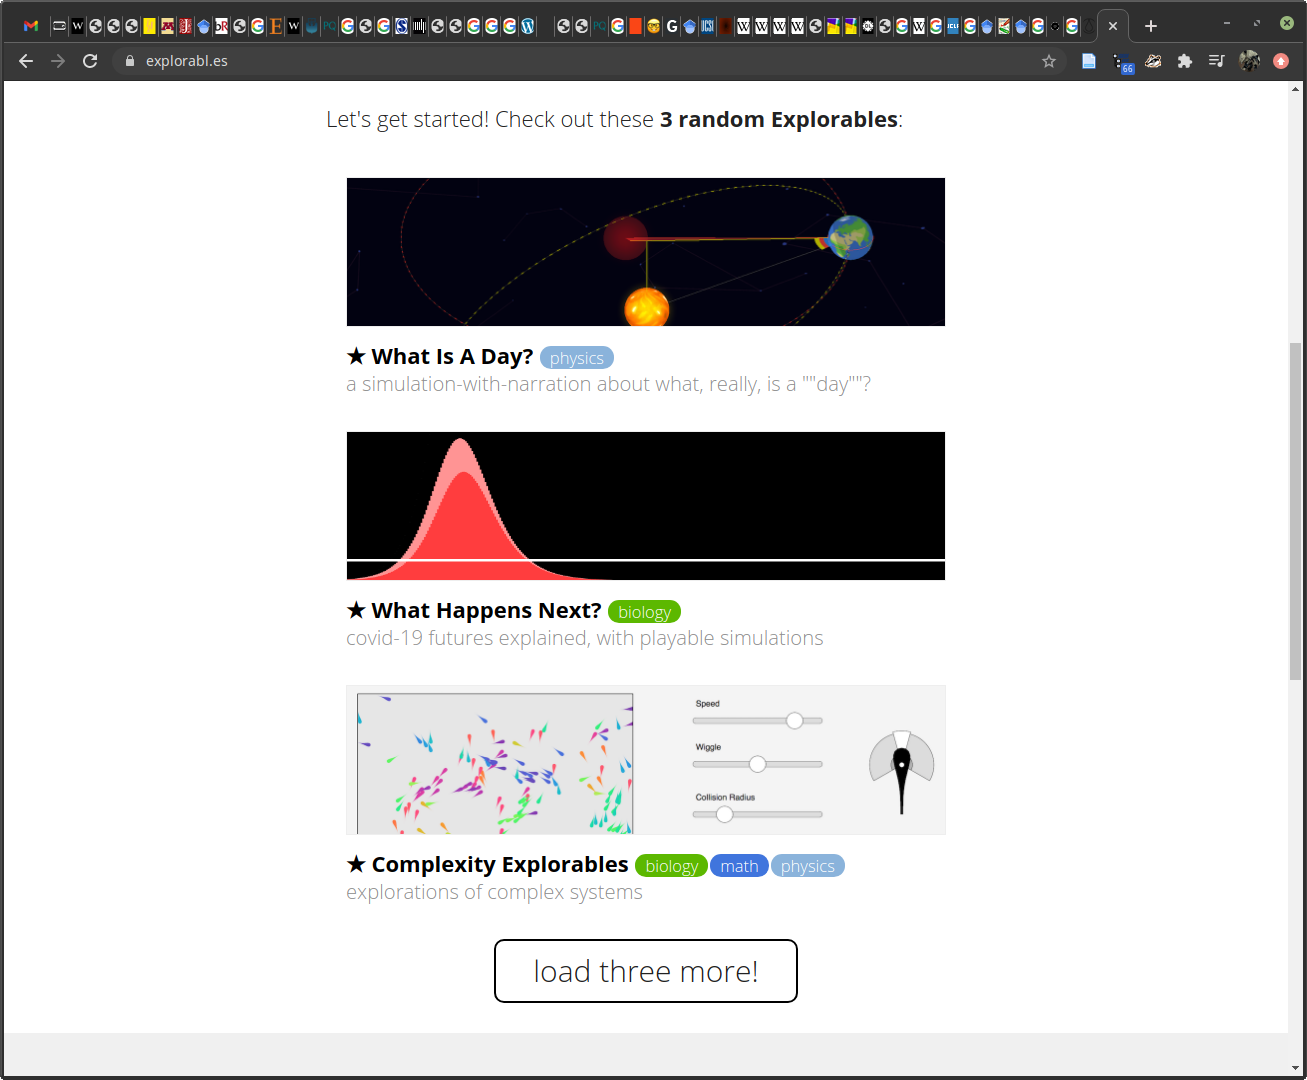 explorabl.es
66
Let's get started! Check out these 3 random Explorables:
★ What Is A Day? physics
a simulation-with-narration about what, really, is a ""day""?
★ What Happens Next? biology
covid-19 futures explained, with playable simulations
Speed
Wiggle
Collision Radius
★ Complexity Explorables biology math physics
explorations of complex systems
load three more!